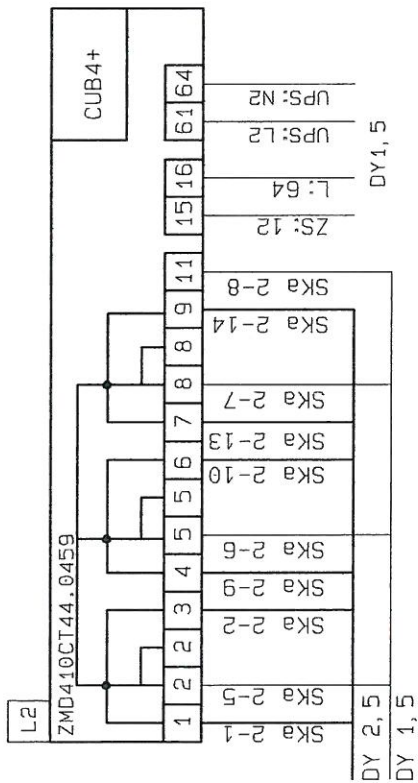 L2
ZMD410CT44.0459
CUB4+
1
2
2
3
4
5
5
6
7
8
8
9
11
15
16
61
64
SKa 2-1
SKa 2-5
SKa 2-2
SKa 2-9
SKa 2-6
SKa 2-10
SKa 2-13
SKa 2-7
SKa 2-14
SKa 2-8
ZS: 12
L: 64
UPS: L2
UPS: N2
DY1,5
DY 2,5
DY 1,5